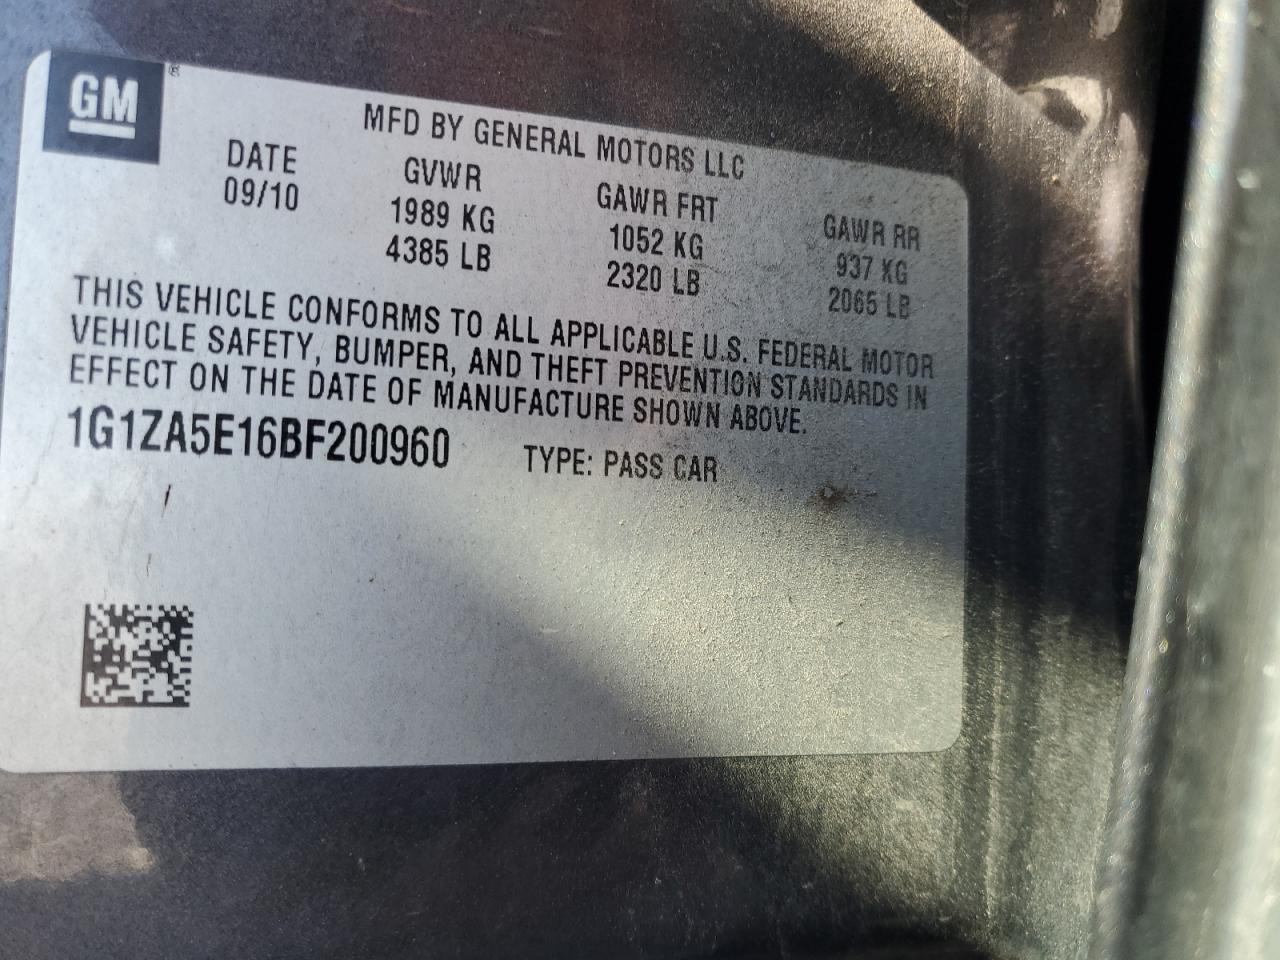 GM ®
MFD BY GENERAL MOTORS LLC
DATE GVWR GAWR FRT GAWR RR
09/10 1989 KG 1052 KG 937 KG
4385 LB 2320 LB 2065 LB
THIS VEHICLE CONFORMS TO ALL APPLICABLE U.S. FEDERAL MOTOR
VEHICLE SAFETY, BUMPER, AND THEFT PREVENTION STANDARDS IN
EFFECT ON THE DATE OF MANUFACTURE SHOWN ABOVE.
1G1ZA5E16BF200960 TYPE: PASS CAR